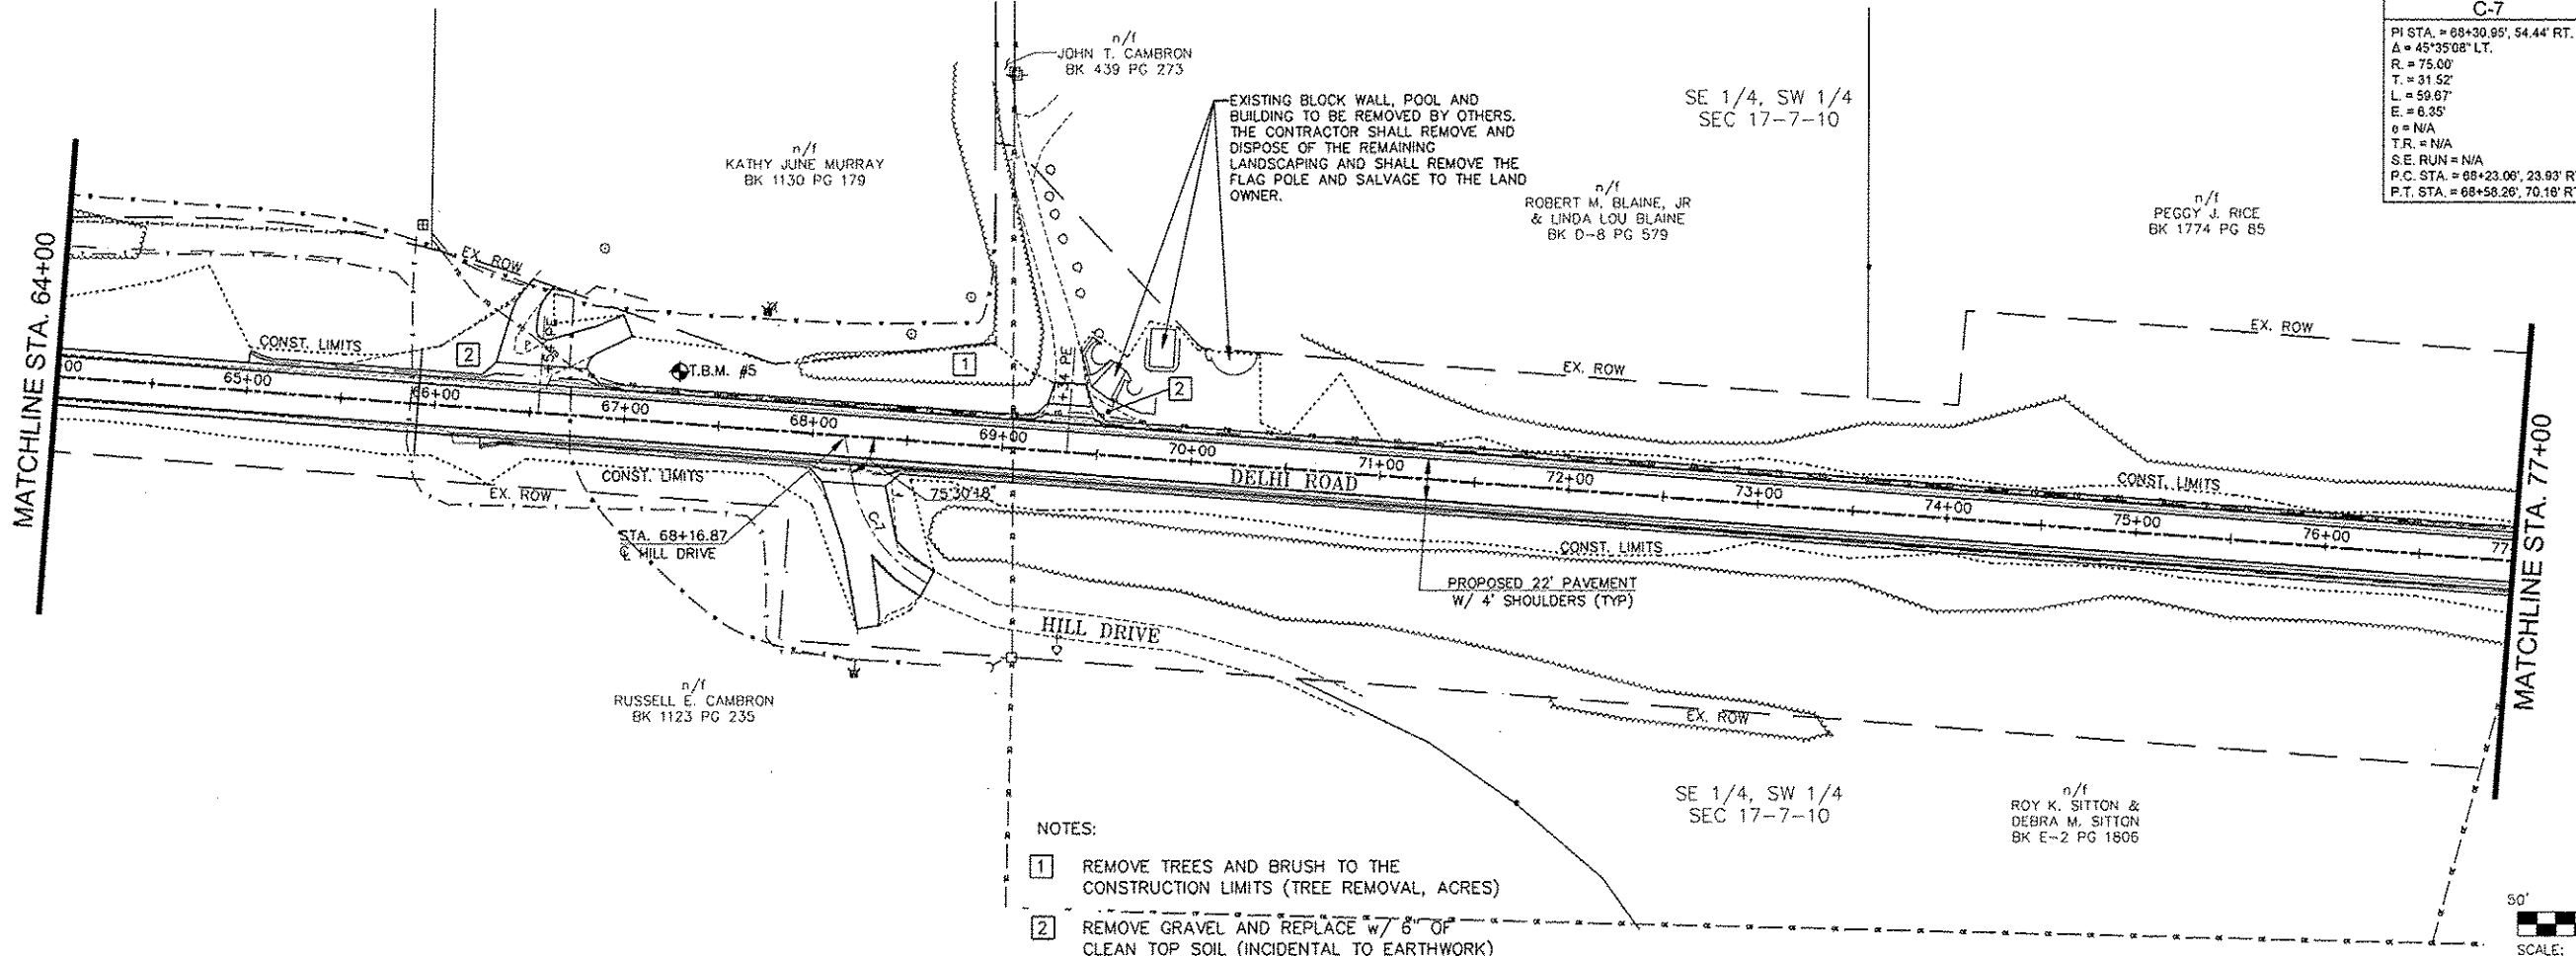 C-7
PI STA. = 68+30.95', 54.44' RT.
Δ = 45°35'08" LT.
R. = 75.00'
T. = 31.52'
L. = 59.67'
E. = 6.35'
e = N/A
T.R. = N/A
S.E. RUN = N/A
P.C. STA. = 68+23.06', 23.93' R
P.T. STA. = 68+58.26', 70.16' R
n/f
JOHN T. CAMBRON
BK 439 PG 273
n/f
KATHY JUNE MURRAY
BK 1130 PG 179
EXISTING BLOCK WALL, POOL AND
BUILDING TO BE REMOVED BY OTHERS.
THE CONTRACTOR SHALL REMOVE AND
DISPOSE OF THE REMAINING
LANDSCAPING AND SHALL REMOVE THE
FLAG POLE AND SALVAGE TO THE LAND
OWNER.
SE 1/4, SW 1/4
SEC 17-7-10
n/f
ROBERT M. BLAINE, JR
& LINDA LOU BLAINE
BK D-8 PG 579
n/f
PEGGY J. RICE
BK 1774 PG 85
MATCHLINE STA. 64+00
EX. ROW
CONST. LIMITS
2
T.B.M. #5
1
2
EX. ROW
EX. ROW
00
65+00
66+00
67+00
68+00
69+00
70+00
71+00
72+00
73+00
74+00
75+00
76+00
77
DELHI ROAD
CONST. LIMITS
MATCHLINE STA. 77+00
CONST. LIMITS
EX. ROW
75°30'18"
C-7
STA. 68+16.87
℄ HILL DRIVE
CONST. LIMITS
PROPOSED 22' PAVEMENT
W/ 4' SHOULDERS (TYP)
HILL DRIVE
n/f
RUSSELL E. CAMBRON
BK 1123 PG 235
EX. ROW
SE 1/4, SW 1/4
SEC 17-7-10
n/f
ROY K. SITTON &
DEBRA M. SITTON
BK E-2 PG 1806
NOTES:
1 REMOVE TREES AND BRUSH TO THE
CONSTRUCTION LIMITS (TREE REMOVAL, ACRES)
2 REMOVE GRAVEL AND REPLACE w/ 6" OF
CLEAN TOP SOIL (INCIDENTAL TO EARTHWORK)
50'
SCALE: